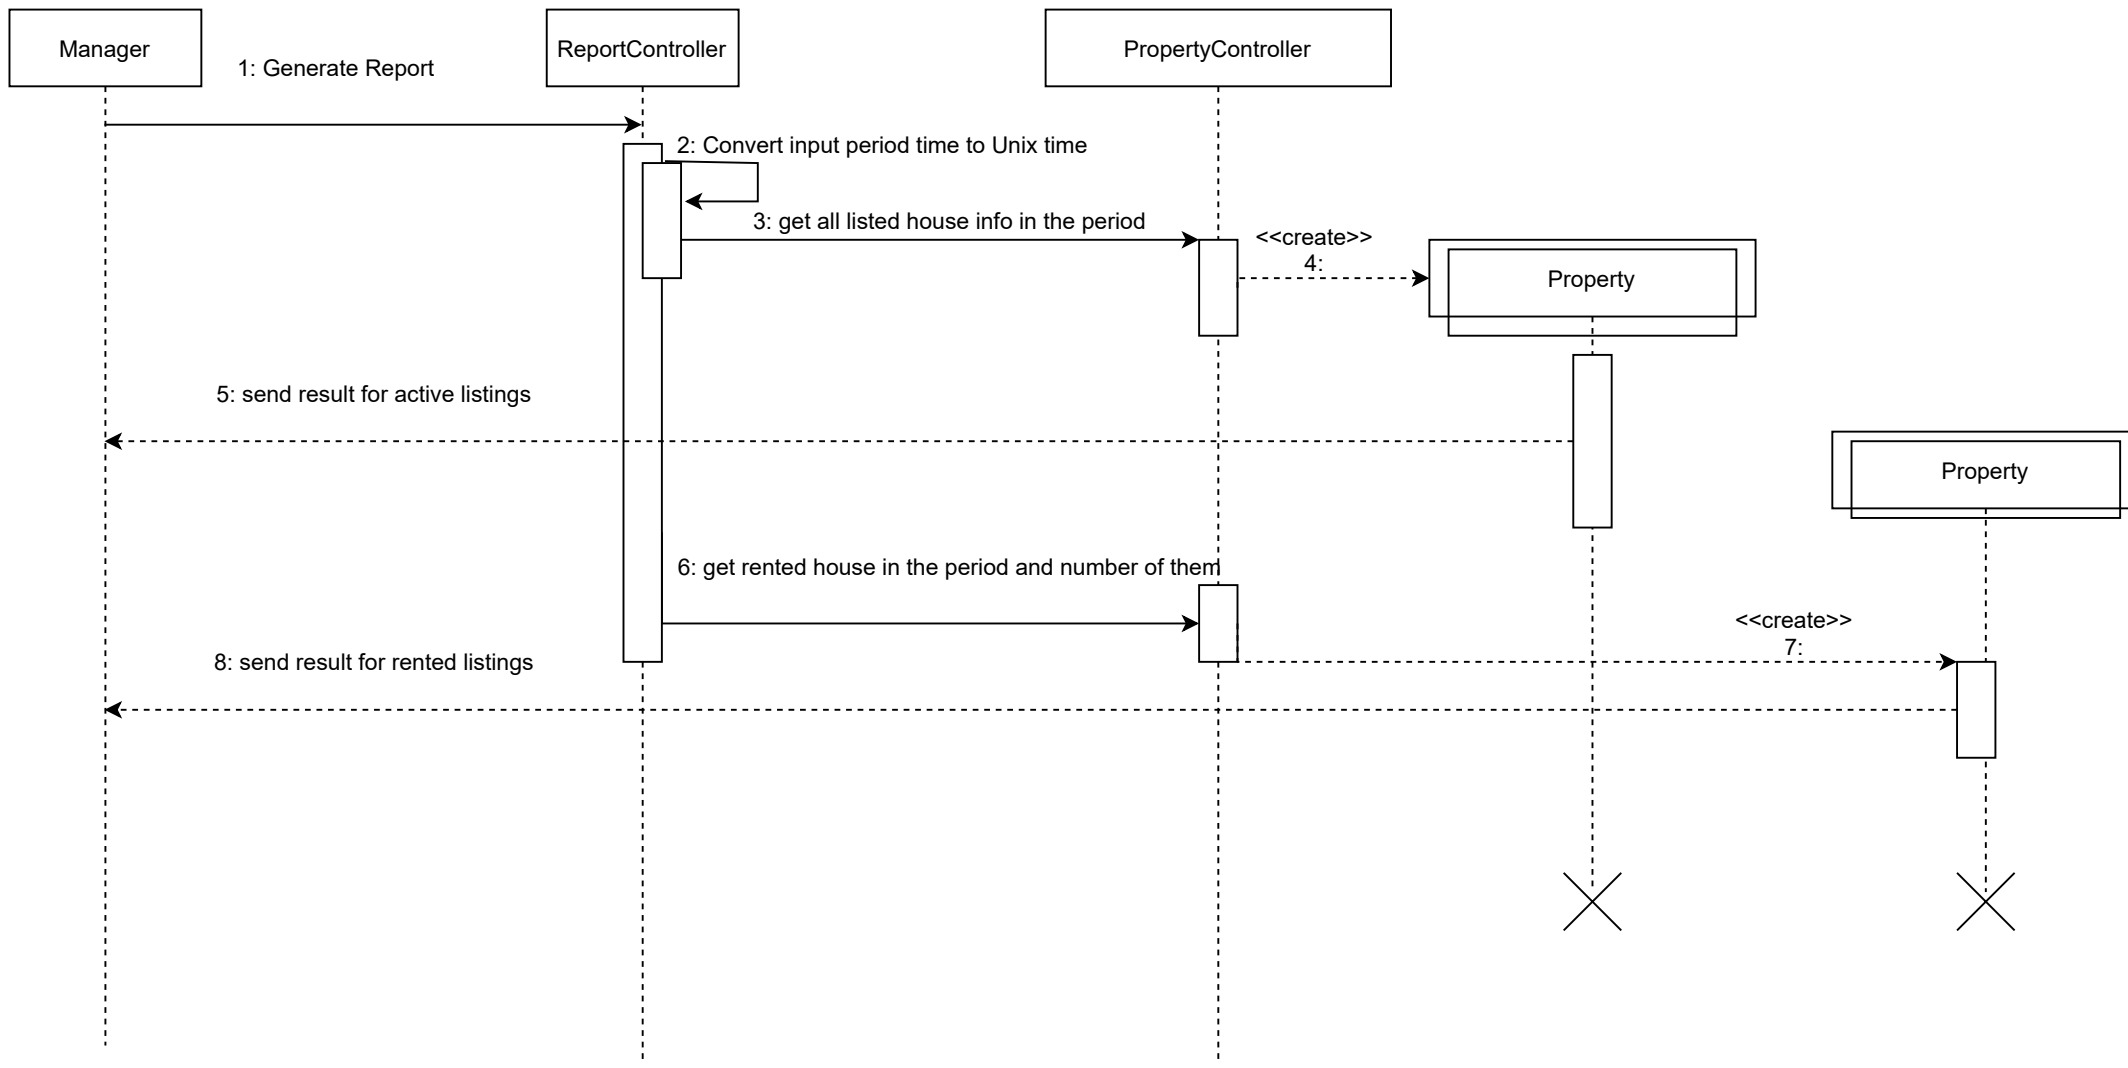 Manager
ReportController
PropertyController
1: Generate Report
2: Convert input period time to Unix time
3: get all listed house info in the period
<<create>>
4:
Property
5: send result for active listings
Property
6: get rented house in the period and number of them
<<create>>
7:
8: send result for rented listings